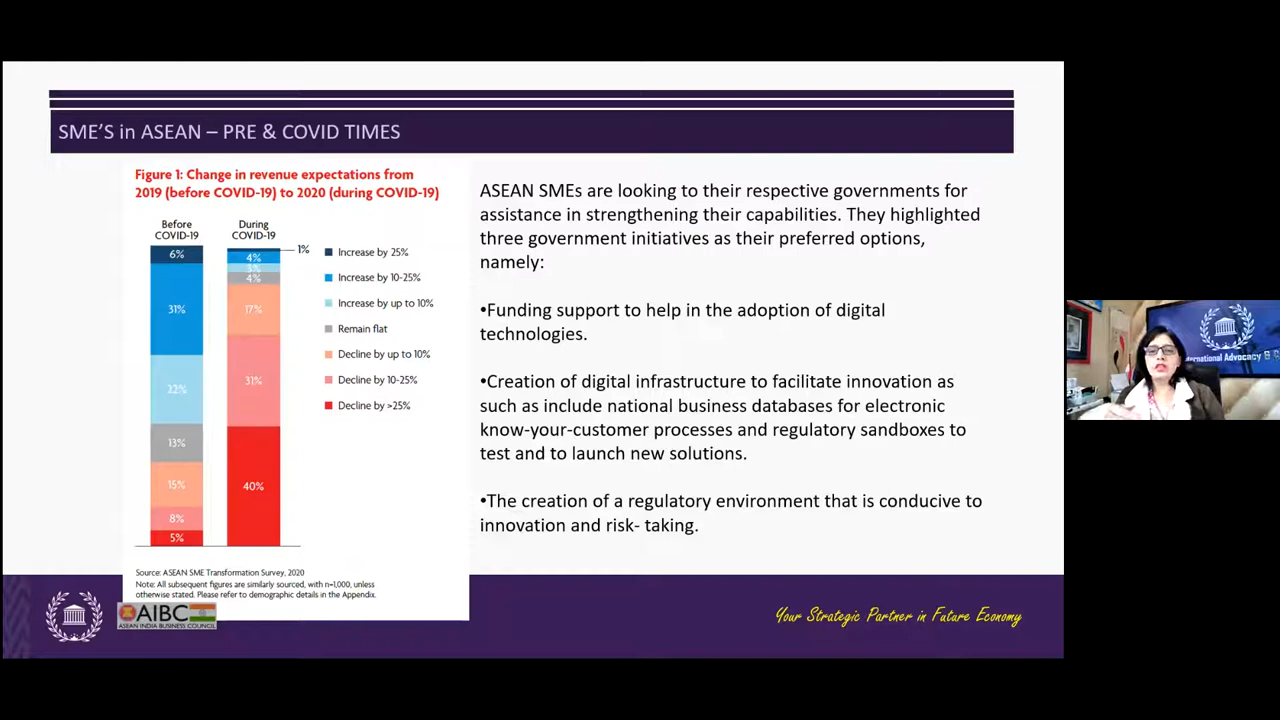 SME'S in ASEAN – PRE & COVID TIMES
Figure 1: Change in revenue expectations from
2019 (before COVID-19) to 2020 (during COVID-19)
Before
COVID-19
During
COVID-19
6%
31%
22%
13%
15%
8%
5%
1%
4%
3%
4%
17%
31%
40%
Increase by 25%
Increase by 10-25%
Increase by up to 10%
Remain flat
Decline by up to 10%
Decline by 10-25%
Decline by >25%
Source: ASEAN SME Transformation Survey, 2020
Note: All subsequent figures are similarly sourced, with n=1,000, unless
otherwise stated. Please refer to demographic details in the Appendix.
ASEAN SMEs are looking to their respective governments for
assistance in strengthening their capabilities. They highlighted
three government initiatives as their preferred options,
namely:
•Funding support to help in the adoption of digital
technologies.
•Creation of digital infrastructure to facilitate innovation as
such as include national business databases for electronic
know-your-customer processes and regulatory sandboxes to
test and to launch new solutions.
•The creation of a regulatory environment that is conducive to
innovation and risk- taking.
AIBC
ASEAN INDIA BUSINESS COUNCIL
Your Strategic Partner in Future Economy
International Advocacy &